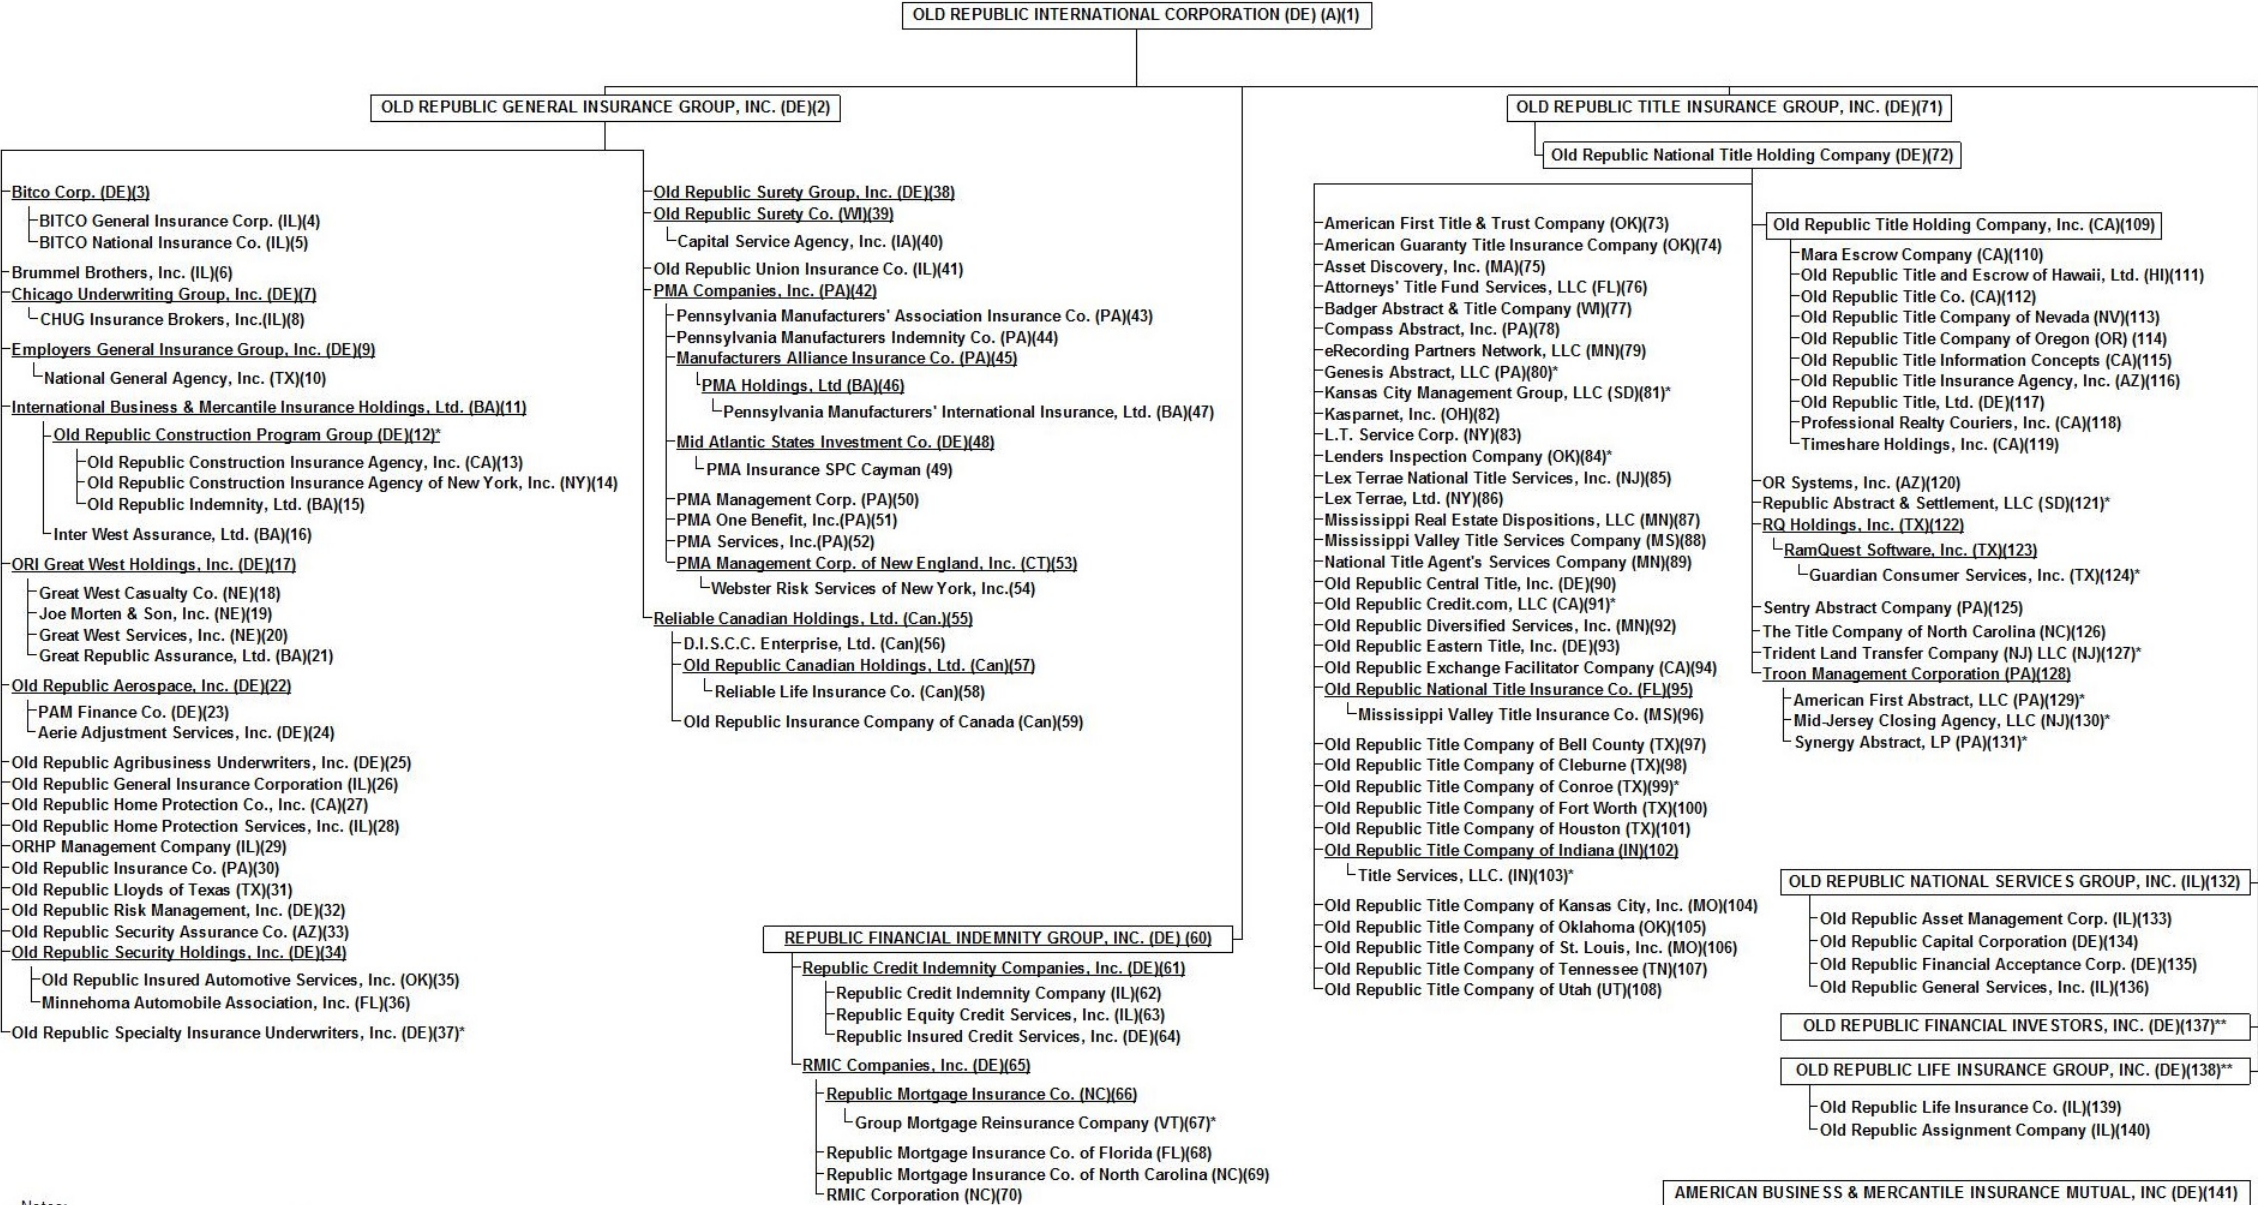 OLD REPUBLIC INTERNATIONAL CORPORATION (DE) (A)(1)
OLD REPUBLIC GENERAL INSURANCE GROUP, INC. (DE)(2)
Bitco Corp. (DE)(3)
BITCO General Insurance Corp. (IL)(4)
BITCO National Insurance Co. (IL)(5)
Brummel Brothers, Inc. (IL)(6)
Chicago Underwriting Group, Inc. (DE)(7)
CHUG Insurance Brokers, Inc.(IL)(8)
Employers General Insurance Group, Inc. (DE)(9)
National General Agency, Inc. (TX)(10)
International Business & Mercantile Insurance Holdings, Ltd. (BA)(11)
Old Republic Construction Program Group (DE)(12)*
Old Republic Construction Insurance Agency, Inc. (CA)(13)
Old Republic Construction Insurance Agency of New York, Inc. (NY)(14)
Old Republic Indemnity, Ltd. (BA)(15)
Inter West Assurance, Ltd. (BA)(16)
ORI Great West Holdings, Inc. (DE)(17)
Great West Casualty Co. (NE)(18)
Joe Morten & Son, Inc. (NE)(19)
Great West Services, Inc. (NE)(20)
Great Republic Assurance, Ltd. (BA)(21)
Old Republic Aerospace, Inc. (DE)(22)
PAM Finance Co. (DE)(23)
Aerie Adjustment Services, Inc. (DE)(24)
Old Republic Agribusiness Underwriters, Inc. (DE)(25)
Old Republic General Insurance Corporation (IL)(26)
Old Republic Home Protection Co., Inc. (CA)(27)
Old Republic Home Protection Services, Inc. (IL)(28)
ORHP Management Company (IL)(29)
Old Republic Insurance Co. (PA)(30)
Old Republic Lloyds of Texas (TX)(31)
Old Republic Risk Management, Inc. (DE)(32)
Old Republic Security Assurance Co. (AZ)(33)
Old Republic Security Holdings, Inc. (DE)(34)
Old Republic Insured Automotive Services, Inc. (OK)(35)
Minnehoma Automobile Association, Inc. (FL)(36)
Old Republic Specialty Insurance Underwriters, Inc. (DE)(37)*
Old Republic Surety Group, Inc. (DE)(38)
Old Republic Surety Co. (WI)(39)
Capital Service Agency, Inc. (IA)(40)
Old Republic Union Insurance Co. (IL)(41)
PMA Companies, Inc. (PA)(42)
Pennsylvania Manufacturers' Association Insurance Co. (PA)(43)
Pennsylvania Manufacturers Indemnity Co. (PA)(44)
Manufacturers Alliance Insurance Co. (PA)(45)
PMA Holdings, Ltd (BA)(46)
Pennsylvania Manufacturers' International Insurance, Ltd. (BA)(47)
Mid Atlantic States Investment Co. (DE)(48)
PMA Insurance SPC Cayman (49)
PMA Management Corp. (PA)(50)
PMA One Benefit, Inc.(PA)(51)
PMA Services, Inc.(PA)(52)
PMA Management Corp. of New England, Inc. (CT)(53)
Webster Risk Services of New York, Inc.(54)
Reliable Canadian Holdings, Ltd. (Can.)(55)
D.I.S.C.C. Enterprise, Ltd. (Can)(56)
Old Republic Canadian Holdings, Ltd. (Can)(57)
Reliable Life Insurance Co. (Can)(58)
Old Republic Insurance Company of Canada (Can)(59)
REPUBLIC FINANCIAL INDEMNITY GROUP, INC. (DE) (60)
Republic Credit Indemnity Companies, Inc. (DE)(61)
Republic Credit Indemnity Company (IL)(62)
Republic Equity Credit Services, Inc. (IL)(63)
Republic Insured Credit Services, Inc. (DE)(64)
RMIC Companies, Inc. (DE)(65)
Republic Mortgage Insurance Co. (NC)(66)
Group Mortgage Reinsurance Company (VT)(67)*
Republic Mortgage Insurance Co. of Florida (FL)(68)
Republic Mortgage Insurance Co. of North Carolina (NC)(69)
RMIC Corporation (NC)(70)
OLD REPUBLIC TITLE INSURANCE GROUP, INC. (DE)(71)
Old Republic National Title Holding Company (DE)(72)
American First Title & Trust Company (OK)(73)
American Guaranty Title Insurance Company (OK)(74)
Asset Discovery, Inc. (MA)(75)
Attorneys' Title Fund Services, LLC (FL)(76)
Badger Abstract & Title Company (WI)(77)
Compass Abstract, Inc. (PA)(78)
eRecording Partners Network, LLC (MN)(79)
Genesis Abstract, LLC (PA)(80)*
Kansas City Management Group, LLC (SD)(81)*
Kasparnet, Inc. (OH)(82)
L.T. Service Corp. (NY)(83)
Lenders Inspection Company (OK)(84)*
Lex Terrae National Title Services, Inc. (NJ)(85)
Lex Terrae, Ltd. (NY)(86)
Mississippi Real Estate Dispositions, LLC (MN)(87)
Mississippi Valley Title Services Company (MS)(88)
National Title Agent's Services Company (MN)(89)
Old Republic Central Title, Inc. (DE)(90)
Old Republic Credit.com, LLC (CA)(91)*
Old Republic Diversified Services, Inc. (MN)(92)
Old Republic Eastern Title, Inc. (DE)(93)
Old Republic Exchange Facilitator Company (CA)(94)
Old Republic National Title Insurance Co. (FL)(95)
Mississippi Valley Title Insurance Co. (MS)(96)
Old Republic Title Company of Bell County (TX)(97)
Old Republic Title Company of Cleburne (TX)(98)
Old Republic Title Company of Conroe (TX)(99)*
Old Republic Title Company of Fort Worth (TX)(100)
Old Republic Title Company of Houston (TX)(101)
Old Republic Title Company of Indiana (IN)(102)
Title Services, LLC. (IN)(103)*
Old Republic Title Company of Kansas City, Inc. (MO)(104)
Old Republic Title Company of Oklahoma (OK)(105)
Old Republic Title Company of St. Louis, Inc. (MO)(106)
Old Republic Title Company of Tennessee (TN)(107)
Old Republic Title Company of Utah (UT)(108)
Old Republic Title Holding Company, Inc. (CA)(109)
Mara Escrow Company (CA)(110)
Old Republic Title and Escrow of Hawaii, Ltd. (HI)(111)
Old Republic Title Co. (CA)(112)
Old Republic Title Company of Nevada (NV)(113)
Old Republic Title Company of Oregon (OR) (114)
Old Republic Title Information Concepts (CA)(115)
Old Republic Title Insurance Agency, Inc. (AZ)(116)
Old Republic Title, Ltd. (DE)(117)
Professional Realty Couriers, Inc. (CA)(118)
Timeshare Holdings, Inc. (CA)(119)
OR Systems, Inc. (AZ)(120)
Republic Abstract & Settlement, LLC (SD)(121)*
RQ Holdings, Inc. (TX)(122)
RamQuest Software, Inc. (TX)(123)
Guardian Consumer Services, Inc. (TX)(124)*
Sentry Abstract Company (PA)(125)
The Title Company of North Carolina (NC)(126)
Trident Land Transfer Company (NJ) LLC (NJ)(127)*
Troon Management Corporation (PA)(128)
American First Abstract, LLC (PA)(129)*
Mid-Jersey Closing Agency, LLC (NJ)(130)*
Synergy Abstract, LP (PA)(131)*
OLD REPUBLIC NATIONAL SERVICES GROUP, INC. (IL)(132)
Old Republic Asset Management Corp. (IL)(133)
Old Republic Capital Corporation (DE)(134)
Old Republic Financial Acceptance Corp. (DE)(135)
Old Republic General Services, Inc. (IL)(136)
OLD REPUBLIC FINANCIAL INVESTORS, INC. (DE)(137)**
OLD REPUBLIC LIFE INSURANCE GROUP, INC. (DE)(138)**
Old Republic Life Insurance Co. (IL)(139)
Old Republic Assignment Company (IL)(140)
AMERICAN BUSINESS & MERCANTILE INSURANCE MUTUAL, INC (DE)(141)